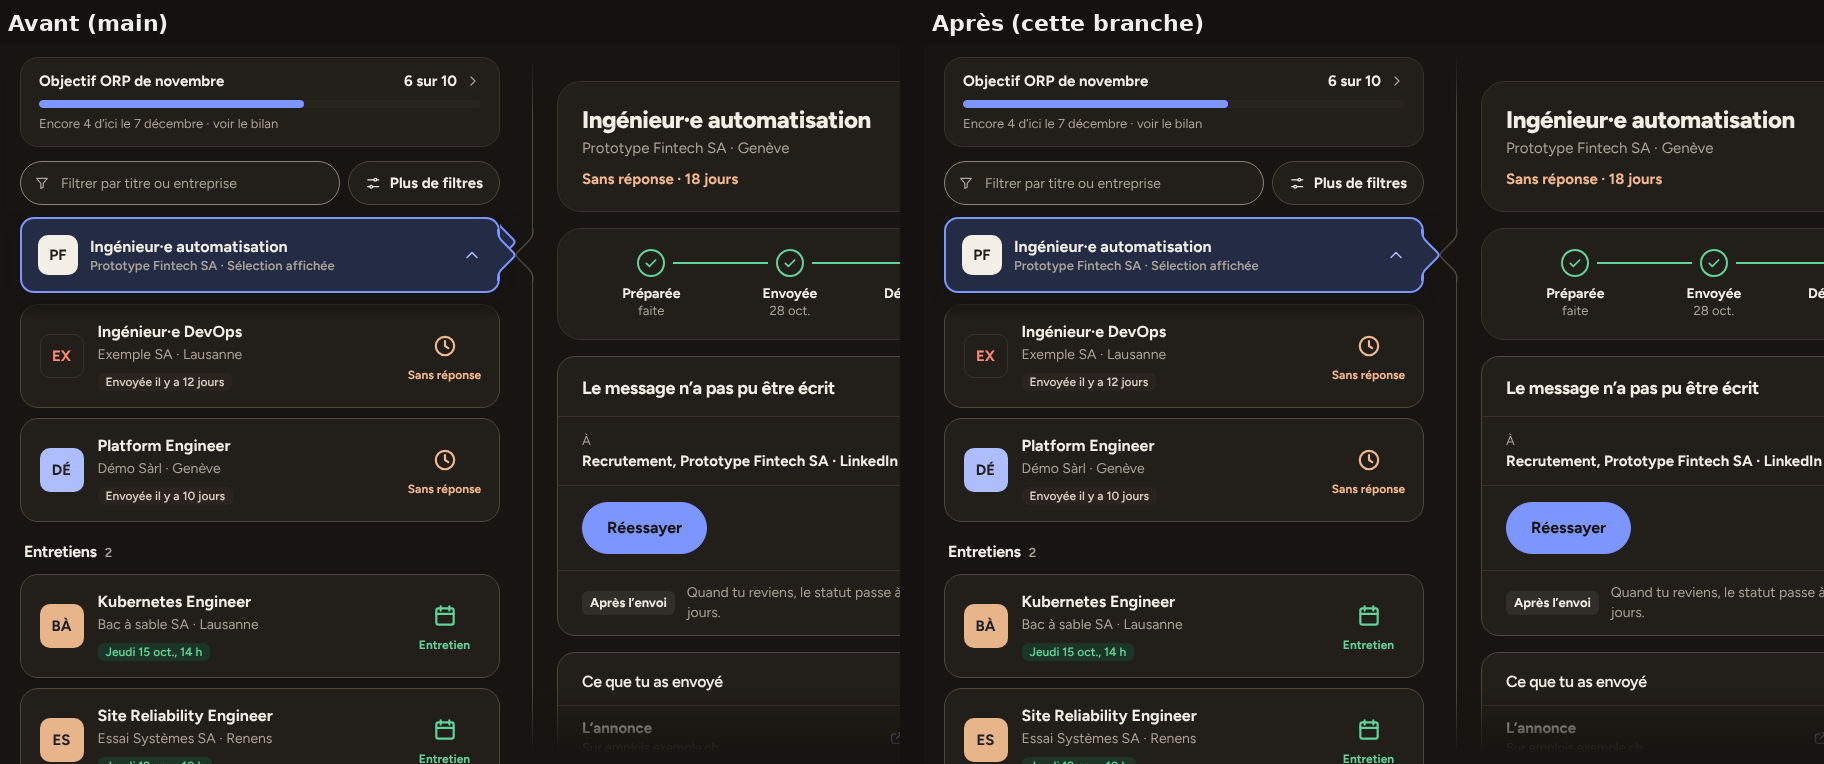 Avant (main)
Objectif ORP de novembre
6 sur 10
Encore 4 d’ici le 7 décembre · voir le bilan
Filtrer par titre ou entreprise
Plus de filtres
PF
Ingénieur·e automatisation
Prototype Fintech SA · Sélection affichée
EX
Ingénieur·e DevOps
Exemple SA · Lausanne
Envoyée il y a 12 jours
Sans réponse
DÉ
Platform Engineer
Démo Sàrl · Genève
Envoyée il y a 10 jours
Sans réponse
Entretiens 2
BÀ
Kubernetes Engineer
Bac à sable SA · Lausanne
Jeudi 15 oct., 14 h
Entretien
ES
Site Reliability Engineer
Essai Systèmes SA · Renens
Entretien
Ingénieur·e automatisation
Prototype Fintech SA · Genève
Sans réponse · 18 jours
Préparée
faite
Envoyée
28 oct.
Dé
Le message n’a pas pu être écrit
À
Recrutement, Prototype Fintech SA · LinkedIn
Réessayer
Après l’envoi
Quand tu reviens, le statut passe à
jours.
Ce que tu as envoyé
L’annonce
Sur emplois.exemple.ch
Après (cette branche)
Objectif ORP de novembre
6 sur 10
Encore 4 d’ici le 7 décembre · voir le bilan
Filtrer par titre ou entreprise
Plus de filtres
PF
Ingénieur·e automatisation
Prototype Fintech SA · Sélection affichée
EX
Ingénieur·e DevOps
Exemple SA · Lausanne
Envoyée il y a 12 jours
Sans réponse
DÉ
Platform Engineer
Démo Sàrl · Genève
Envoyée il y a 10 jours
Sans réponse
Entretiens 2
BÀ
Kubernetes Engineer
Bac à sable SA · Lausanne
Jeudi 15 oct., 14 h
Entretien
ES
Site Reliability Engineer
Essai Systèmes SA · Renens
Entretien
Ingénieur·e automatisation
Prototype Fintech SA · Genève
Sans réponse · 18 jours
Préparée
faite
Envoyée
28 oct.
Dé
Le message n’a pas pu être écrit
À
Recrutement, Prototype Fintech SA · LinkedIn
Réessayer
Après l’envoi
Quand tu reviens, le statut passe à
jours.
Ce que tu as envoyé
L’annonce
Sur emplois.exemple.ch